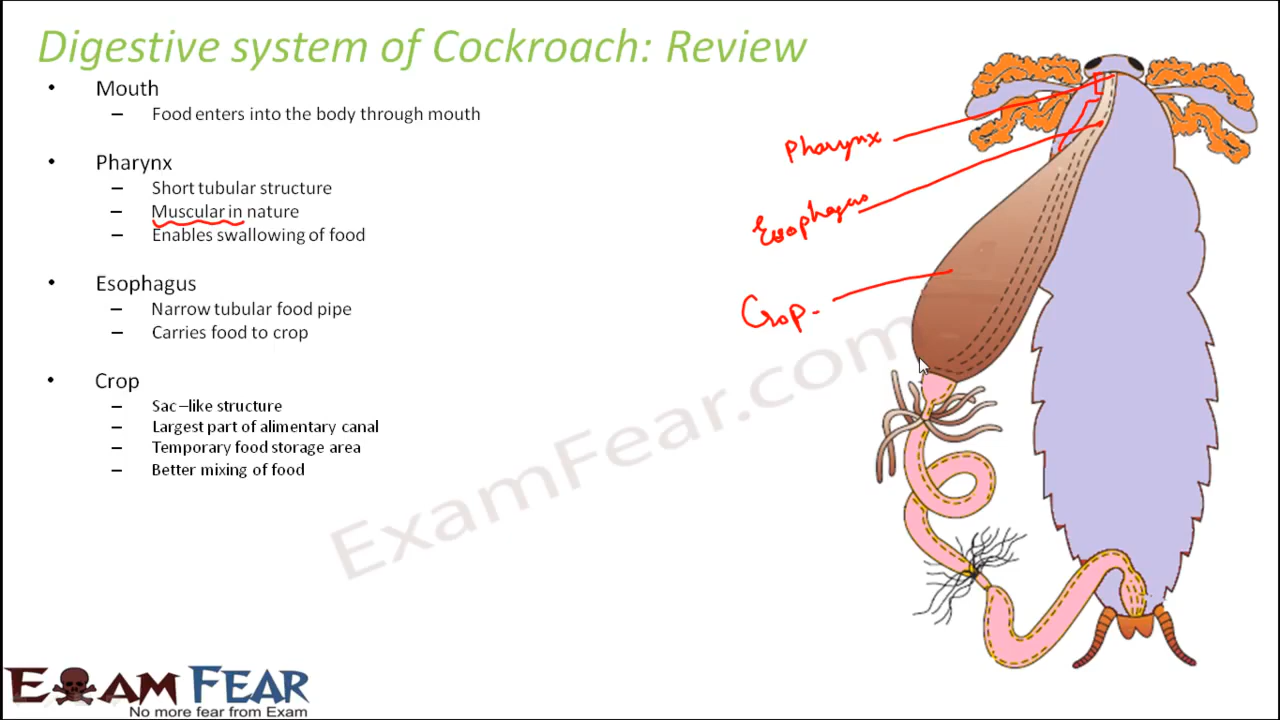 Digestive system of Cockroach: Review
• Mouth
– Food enters into the body through mouth
• Pharynx
– Short tubular structure
– Muscular in nature
– Enables swallowing of food
• Esophagus
– Narrow tubular food pipe
– Carries food to crop
• Crop
– Sac–like structure
– Largest part of alimentary canal
– Temporary food storage area
– Better mixing of food
Pharynx
Esophagus
Crop.
ExamFear.com
EXAM FEAR
No more fear from Exam